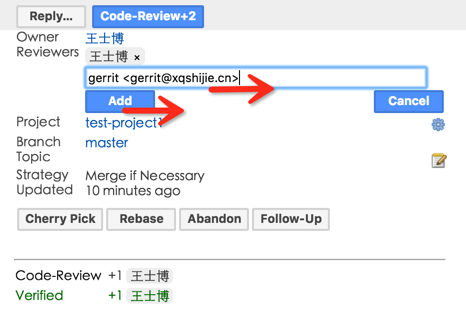 Reply... Code-Review+2
Owner 王士博
Reviewers 王士博 ×
gerrit <gerrit@xqshijie.cn>
Add Cancel
Project test-project1
Branch master
Topic
Strategy Merge if Necessary
Updated 10 minutes ago
Cherry Pick Rebase Abandon Follow-Up
Code-Review +1 王士博
Verified +1 王士博